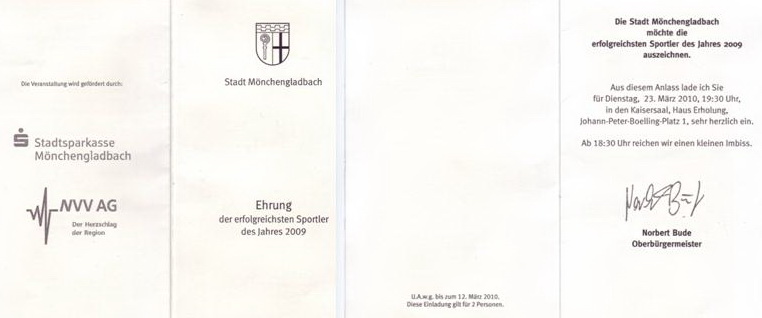 Die Veranstaltung wird gefördert durch:
Stadtsparkasse
Mönchengladbach
NVV AG
Der Herzschlag
der Region
Stadt Mönchengladbach
Ehrung
der erfolgreichsten Sportler
des Jahres 2009
U.A.w.g. bis zum 12. März 2010.
Diese Einladung gilt für 2 Personen.
Die Stadt Mönchengladbach
möchte die
erfolgreichsten Sportler des Jahres 2009
auszeichnen.
Aus diesem Anlass lade ich Sie
für Dienstag, 23. März 2010, 19:30 Uhr,
in den Kaisersaal, Haus Erholung,
Johann-Peter-Boelling-Platz 1, sehr herzlich ein.
Ab 18:30 Uhr reichen wir einen kleinen Imbiss.
Norbert Bude
Oberbürgermeister